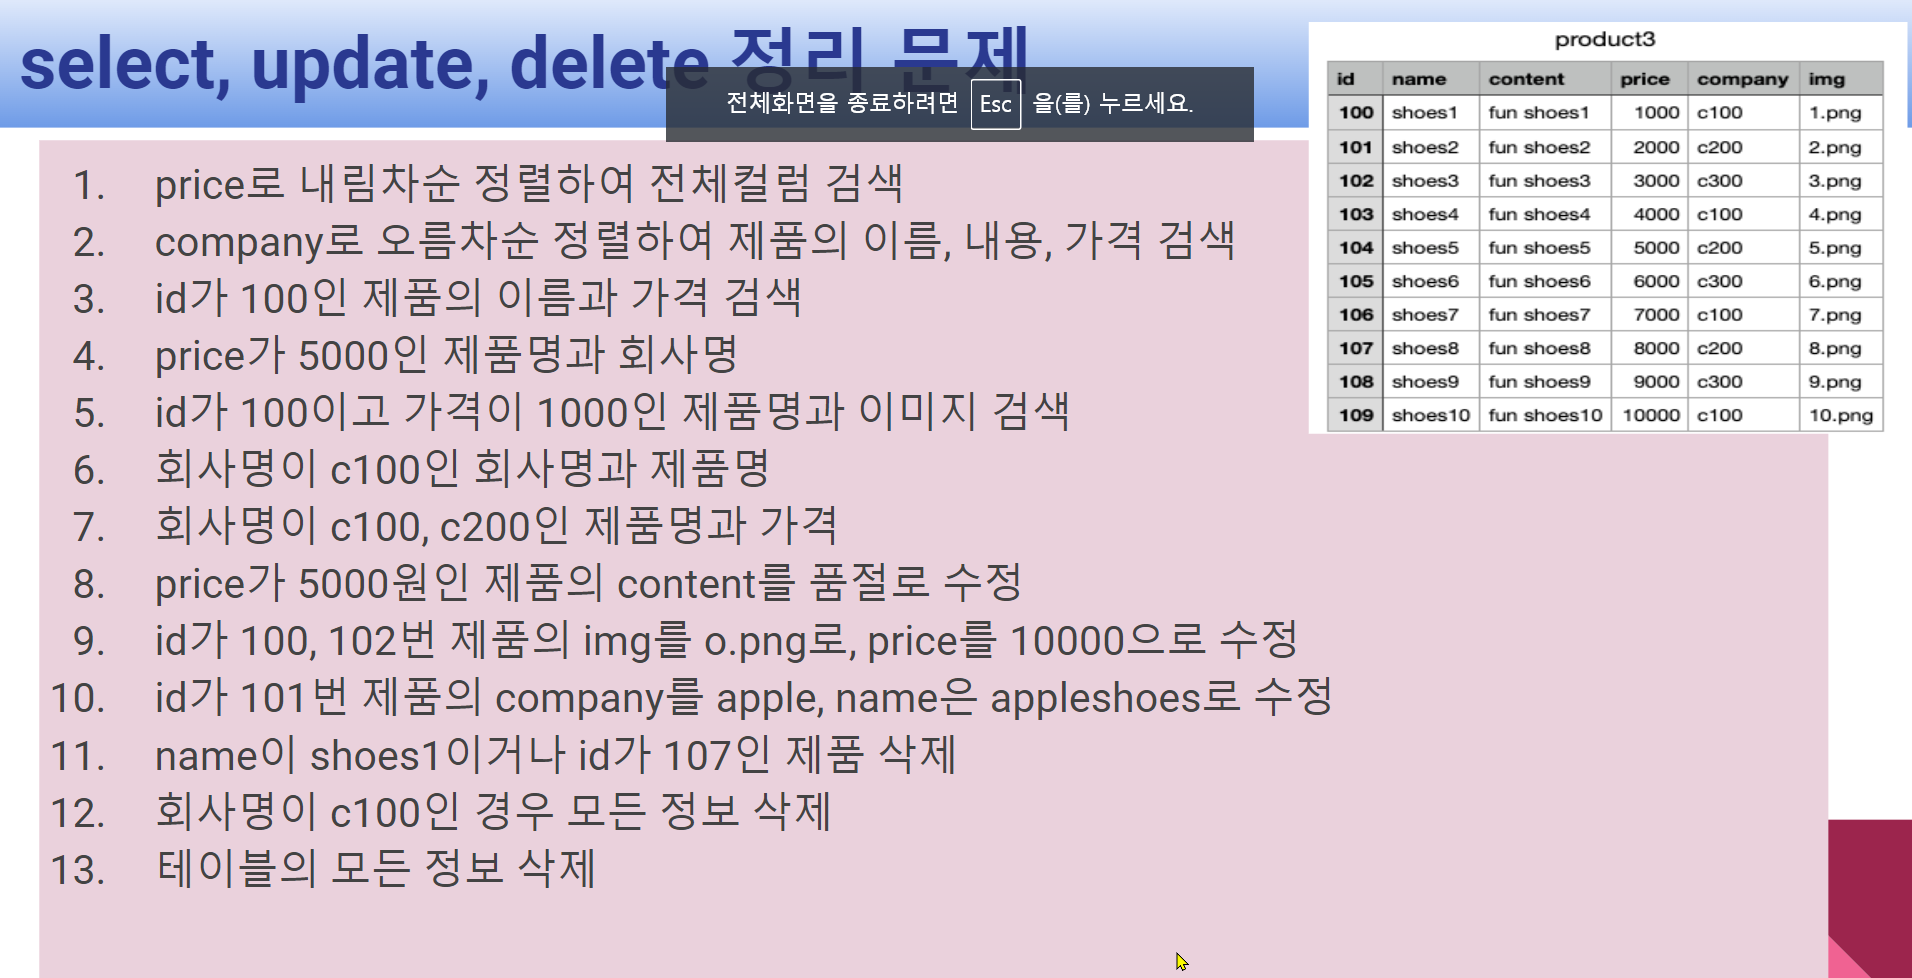 select, update, delete 정리 문제
전체화면을 종료하려면 Esc 을(를) 누르세요.
product3
id name content price company img
100 shoes1 fun shoes1 1000 c100 1.png
101 shoes2 fun shoes2 2000 c200 2.png
102 shoes3 fun shoes3 3000 c300 3.png
103 shoes4 fun shoes4 4000 c100 4.png
104 shoes5 fun shoes5 5000 c200 5.png
105 shoes6 fun shoes6 6000 c300 6.png
106 shoes7 fun shoes7 7000 c100 7.png
107 shoes8 fun shoes8 8000 c200 8.png
108 shoes9 fun shoes9 9000 c300 9.png
109 shoes10 fun shoes10 10000 c100 10.png
1. price로 내림차순 정렬하여 전체컬럼 검색
2. company로 오름차순 정렬하여 제품의 이름, 내용, 가격 검색
3. id가 100인 제품의 이름과 가격 검색
4. price가 5000인 제품명과 회사명
5. id가 100이고 가격이 1000인 제품명과 이미지 검색
6. 회사명이 c100인 회사명과 제품명
7. 회사명이 c100, c200인 제품명과 가격
8. price가 5000원인 제품의 content를 품절로 수정
9. id가 100, 102번 제품의 img를 o.png로, price를 10000으로 수정
10. id가 101번 제품의 company를 apple, name은 appleshoes로 수정
11. name이 shoes1이거나 id가 107인 제품 삭제
12. 회사명이 c100인 경우 모든 정보 삭제
13. 테이블의 모든 정보 삭제